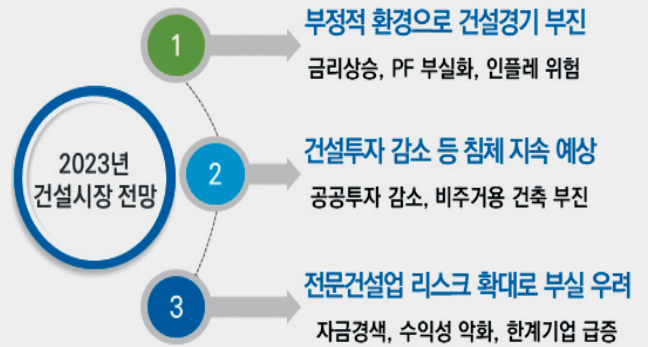 2023년
건설시장 전망
1
부정적 환경으로 건설경기 부진
금리상승, PF 부실화, 인플레 위험
2
건설투자 감소 등 침체 지속 예상
공공투자 감소, 비주거용 건축 부진
3
전문건설업 리스크 확대로 부실 우려
자금경색, 수익성 악화, 한계기업 급증